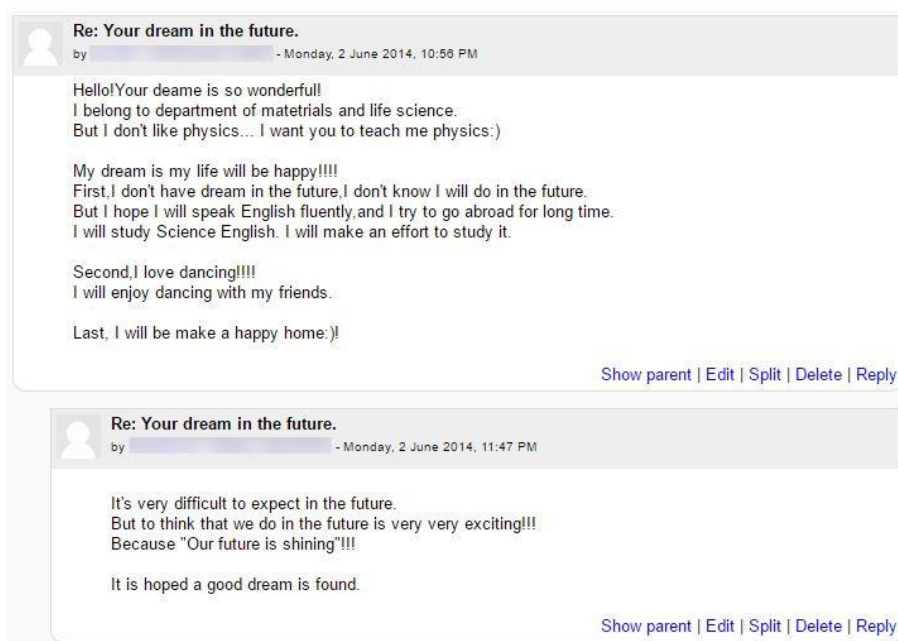 Re: Your dream in the future.
by - Monday, 2 June 2014, 10:56 PM
Hello!Your deame is so wonderful!
I belong to department of matetrials and life science.
But I don't like physics... I want you to teach me physics:)
My dream is my life will be happy!!!!
First,I don't have dream in the future,I don't know I will do in the future.
But I hope I will speak English fluently,and I try to go abroad for long time.
I will study Science English. I will make an effort to study it.
Second,I love dancing!!!!
I will enjoy dancing with my friends.
Last, I will be make a happy home:)!
Show parent | Edit | Split | Delete | Reply
Re: Your dream in the future.
by - Monday, 2 June 2014, 11:47 PM
It's very difficult to expect in the future.
But to think that we do in the future is very very exciting!!!
Because "Our future is shining"!!!
It is hoped a good dream is found.
Show parent | Edit | Split | Delete | Reply